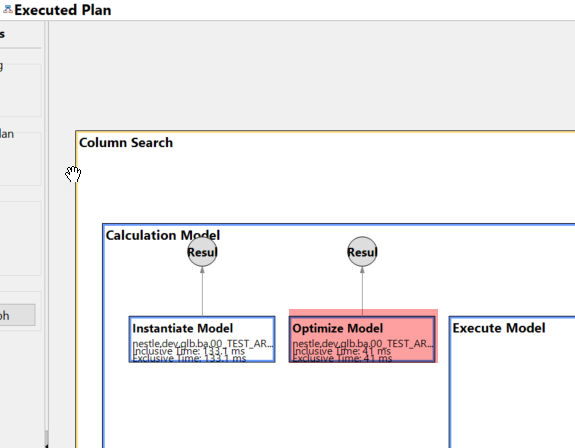 Executed Plan
s
g
lan
ph
Column Search
Calculation Model
Resul
Resul
Instantiate Model
nestle.dev.glb.ba.00_TEST_AR...
Inclusive Time: 133,1 ms
Exclusive Time: 133,1 ms
Optimize Model
nestle.dev.glb.ba.00_TEST_AR...
Inclusive Time: 41 ms
Exclusive Time: 41 ms
Execute Model